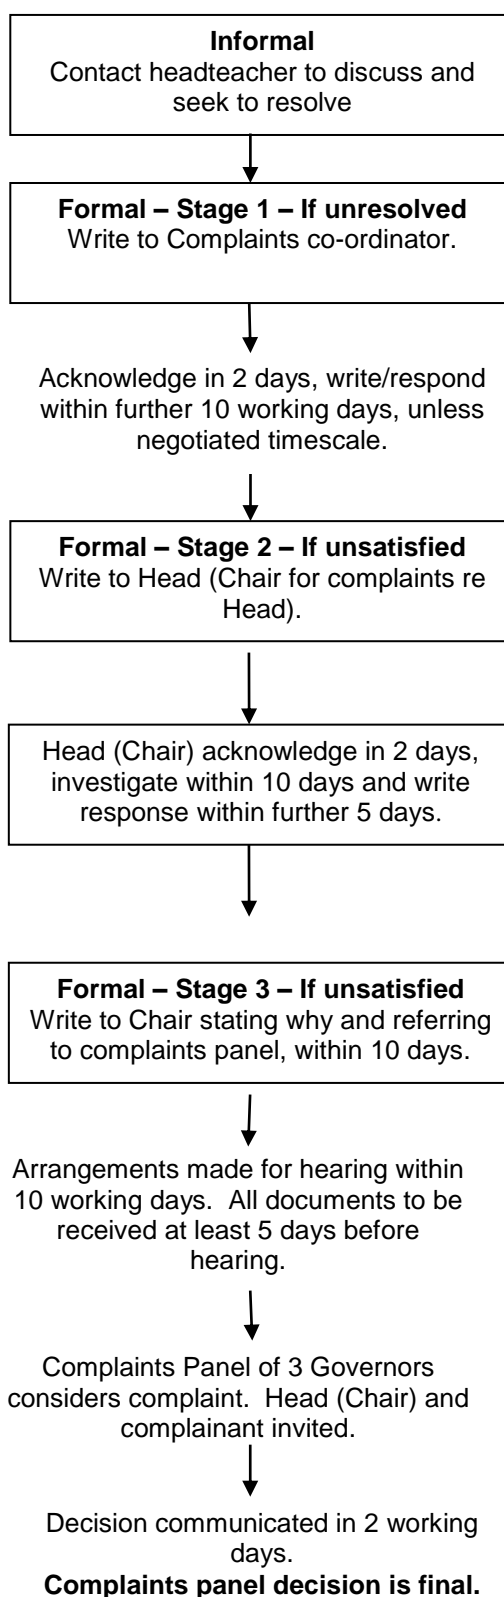 Informal
Contact headteacher to discuss and
seek to resolve
Formal – Stage 1 – If unresolved
Write to Complaints co-ordinator.
Acknowledge in 2 days, write/respond
within further 10 working days, unless
negotiated timescale.
Formal – Stage 2 – If unsatisfied
Write to Head (Chair for complaints re
Head).
Head (Chair) acknowledge in 2 days,
investigate within 10 days and write
response within further 5 days.
Formal – Stage 3 – If unsatisfied
Write to Chair stating why and referring
to complaints panel, within 10 days.
Arrangements made for hearing within
10 working days.  All documents to be
received at least 5 days before
hearing.
Complaints Panel of 3 Governors
considers complaint.  Head (Chair) and
complainant invited.
Decision communicated in 2 working
days.
Complaints panel decision is final.